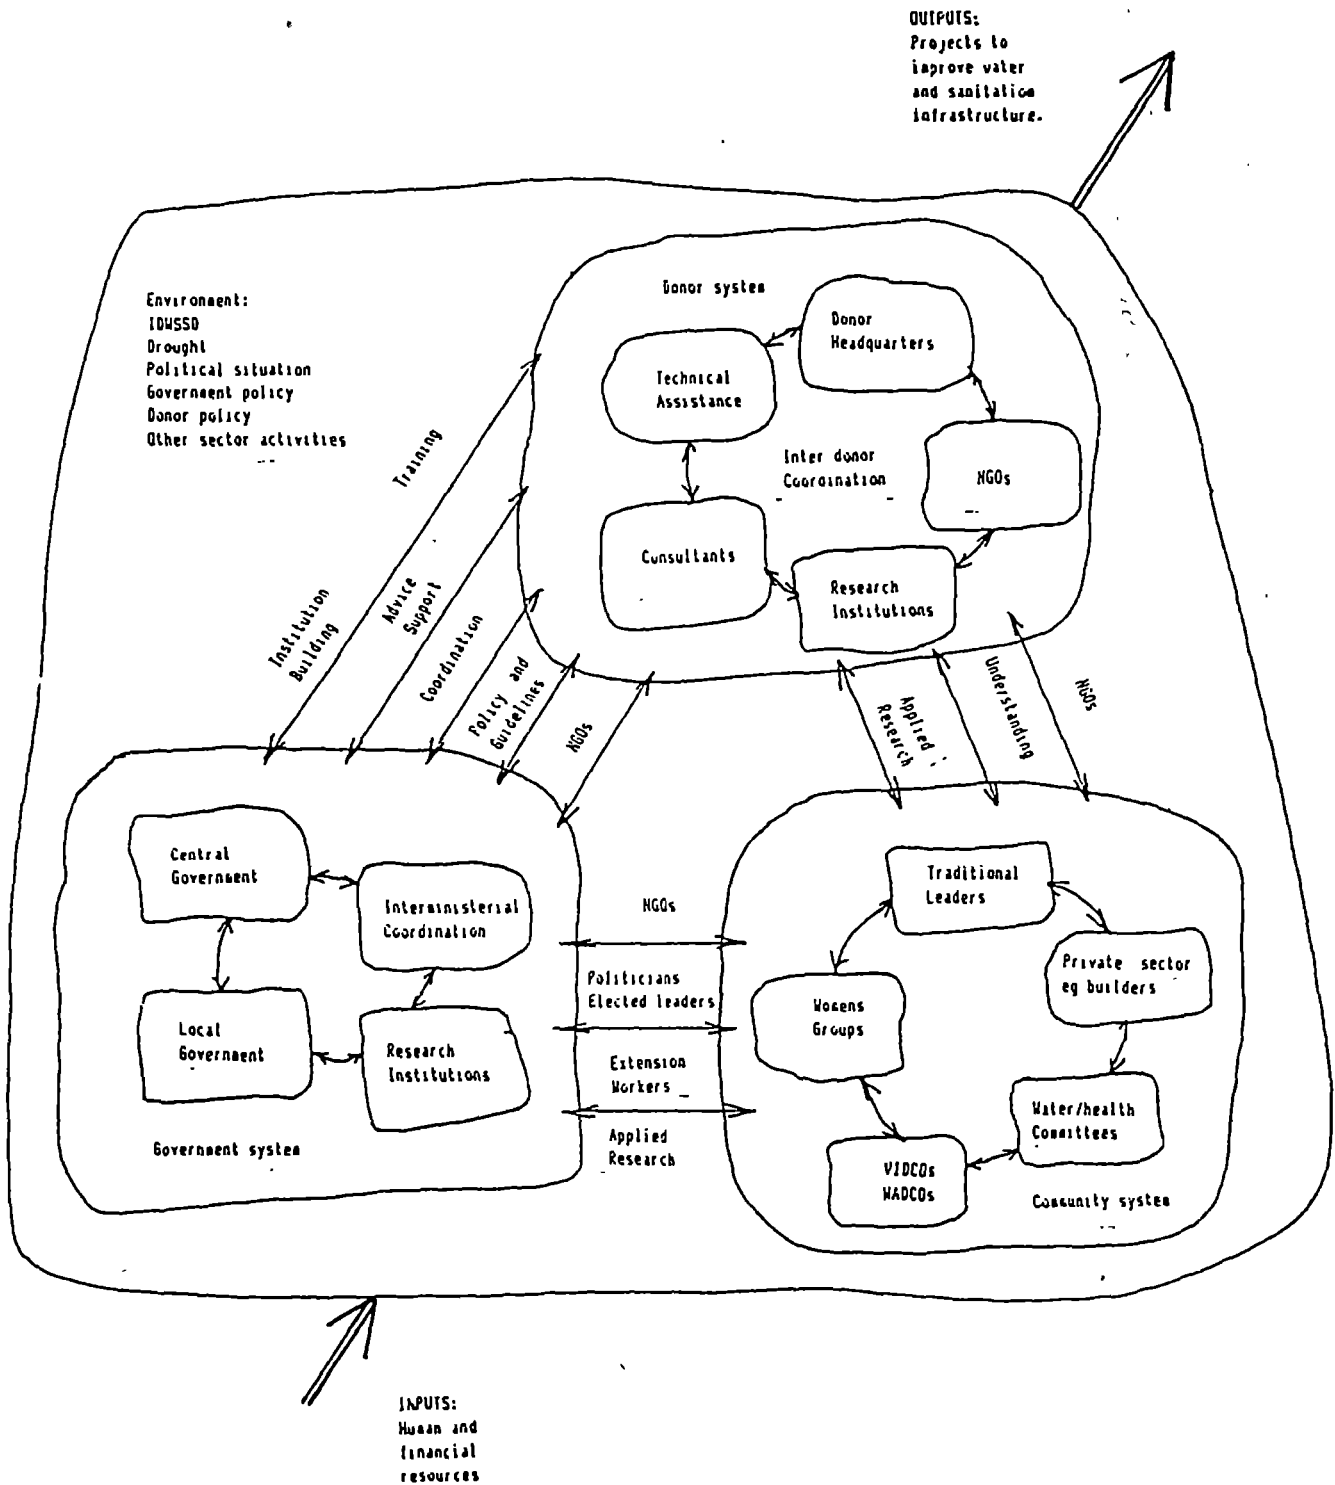 OUTPUTS:
Projects to
improve water
and sanitation
infrastructure.
Environment:
IDWSSD
Drought
Political situation
Government policy
Donor policy
Other sector activities
Donor system
Donor
Headquarters
Technical
Assistance
Inter donor
Coordination
NGOs
Consultants
Research
Institutions
Training
Institution
Building
Advice
Support
Coordination
Policy and
Guidelines
NGOs
Applied
Research
Understanding
NGOs
Central
Government
Interministerial
Coordination
Local
Government
Research
Institutions
Government system
NGOs
Politicians
Elected leaders
Extension
Workers
Applied
Research
Traditional
Leaders
Private sector
eg builders
Womens
Groups
Water/health
Committees
VIDCOs
WADCOs
Community system
INPUTS:
Human and
financial
resources